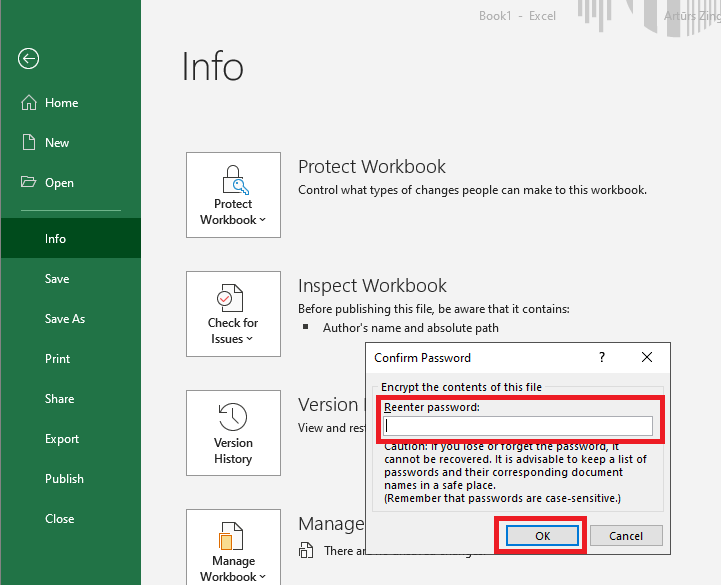 Book1 - Excel
Artūrs Zing
Info
Home
New
Open
Info
Save
Save As
Print
Share
Export
Publish
Close
Protect
Workbook
Protect Workbook
Control what types of changes people can make to this workbook.
Check for
Issues
Inspect Workbook
Before publishing this file, be aware that it contains:
Author's name and absolute path
Version
History
Version
View and rest
Manage
Workbook
Manage
There are
Confirm Password
?
Encrypt the contents of this file
Reenter password:
Caution: If you lose or forget the password, it
cannot be recovered. It is advisable to keep a list of
passwords and their corresponding document
names in a safe place.
(Remember that passwords are case-sensitive.)
OK
Cancel